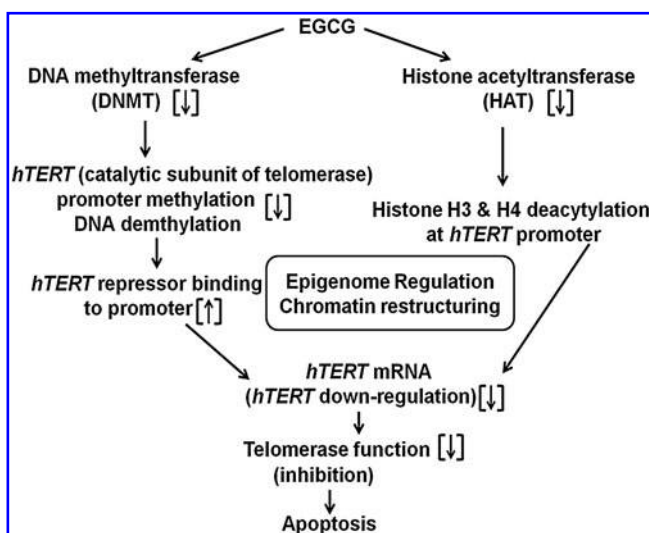 EGCG
DNA methyltransferase
(DNMT) [↓]
Histone acetyltransferase
(HAT) [↓]
hTERT (catalytic subunit of telomerase)
promoter methylation [↓]
DNA demthylation
Histone H3 & H4 deacytylation
at hTERT promoter
hTERT repressor binding
to promoter [↑]
Epigenome Regulation
Chromatin restructuring
hTERT mRNA
(hTERT down-regulation) [↓]
Telomerase function [↓]
(inhibition)
Apoptosis